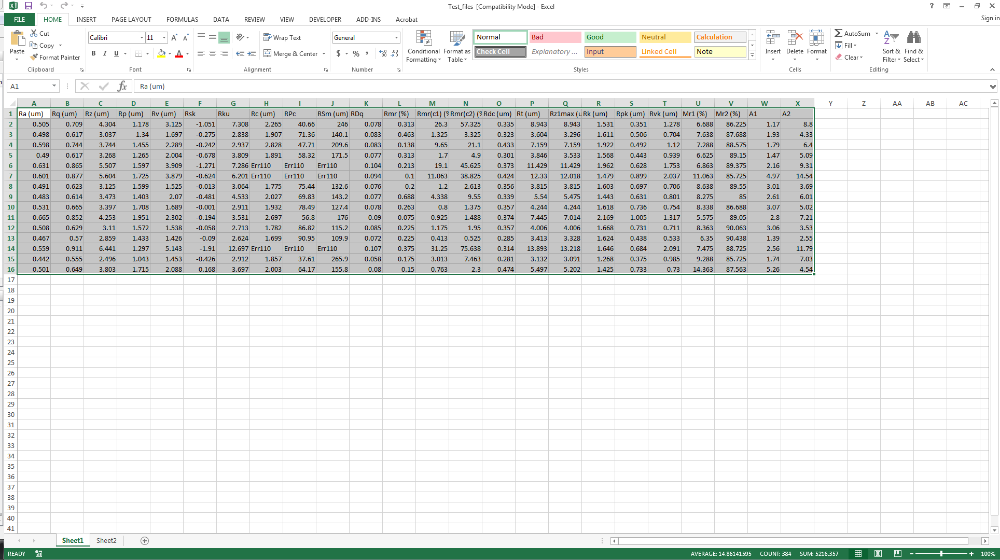 Test_files [Compatibility Mode] - Excel
?
FILE HOME INSERT PAGE LAYOUT FORMULAS DATA REVIEW VIEW DEVELOPER ADD-INS Acrobat Sign in
Paste Cut Copy Format Painter
Clipboard
Calibri 11
B I U
Font
Wrap Text
Merge & Center
Alignment
General
$ %
Number
Conditional Formatting Format as Table
Normal Bad Good Neutral Calculation
Check Cell Explanatory ... Input Linked Cell Note
Styles
Insert Delete Format
Cells
AutoSum Fill Clear
Sort & Filter Find & Select
Editing
A1 fx Ra (um)
A B C D E F G H I J K L M N O P Q R S T U V W X Y Z AA AB AC
1 Ra (um) Rq (um) Rz (um) Rp (um) Rv (um) Rsk Rku Rc (um) RPc RSm (um) RDq Rmr (%) Rmr(c1) (% Rmr(c2) (% Rdc (um) Rt (um) Rz1max (u Rk (um) Rpk (um) Rvk (um) Mr1 (%) Mr2 (%) A1 A2
2 0.505 0.709 4.304 1.178 3.125 -1.051 7.308 2.265 40.66 246 0.078 0.313 26.3 57.325 0.335 8.943 8.943 1.531 0.351 1.278 6.688 86.225 1.17 8.8
3 0.498 0.617 3.037 1.34 1.697 -0.275 2.838 1.907 71.36 140.1 0.083 0.463 1.325 3.325 0.323 3.604 3.296 1.611 0.506 0.704 7.638 87.688 1.93 4.33
4 0.598 0.744 3.744 1.455 2.289 -0.242 2.937 2.828 47.71 209.6 0.083 0.138 9.65 21.1 0.433 7.159 7.159 1.922 0.492 1.12 7.288 88.575 1.79 6.4
5 0.49 0.617 3.268 1.265 2.004 -0.678 3.809 1.891 58.32 171.5 0.077 0.313 1.7 4.9 0.301 3.846 3.533 1.568 0.443 0.939 6.625 89.15 1.47 5.09
6 0.631 0.865 5.507 1.597 3.909 -1.271 7.286 Err110 Err110 Err110 0.104 0.213 19.1 45.625 0.373 11.429 11.429 1.962 0.628 1.753 6.863 89.375 2.16 9.31
7 0.601 0.877 5.604 1.725 3.879 -0.624 6.201 Err110 Err110 Err110 0.094 0.1 11.063 38.825 0.424 12.33 12.018 1.479 0.899 2.037 11.063 85.725 4.97 14.54
8 0.491 0.623 3.125 1.599 1.525 -0.013 3.064 1.775 75.44 132.6 0.076 0.2 1.2 2.613 0.356 3.815 3.815 1.603 0.697 0.706 8.638 89.55 3.01 3.69
9 0.483 0.614 3.473 1.403 2.07 -0.481 4.533 2.027 69.83 143.2 0.077 0.688 4.338 9.55 0.339 5.54 5.475 1.443 0.631 0.801 8.275 85 2.61 6.01
10 0.531 0.665 3.397 1.708 1.689 -0.001 2.911 1.932 78.49 127.4 0.078 0.263 0.8 1.375 0.357 4.244 4.244 1.618 0.736 0.754 8.338 86.688 3.07 5.02
11 0.665 0.852 4.253 1.951 2.302 -0.194 3.531 2.697 56.8 176 0.09 0.075 0.925 1.488 0.374 7.445 7.014 2.169 1.005 1.317 5.575 89.05 2.8 7.21
12 0.508 0.629 3.11 1.572 1.538 -0.058 2.713 1.782 86.82 115.2 0.085 0.225 1.175 1.95 0.357 4.006 4.006 1.668 0.731 0.711 8.363 90.063 3.06 3.53
13 0.467 0.57 2.859 1.433 1.426 -0.09 2.624 1.699 90.95 109.9 0.072 0.225 0.413 0.525 0.285 3.413 3.328 1.624 0.438 0.533 6.35 90.438 1.39 2.55
14 0.559 0.911 6.441 1.297 5.143 -1.91 12.697 Err110 Err110 Err110 0.107 0.375 31.25 75.638 0.314 13.893 13.218 1.646 0.684 2.091 7.475 88.725 2.56 11.79
15 0.442 0.555 2.496 1.043 1.453 -0.426 2.912 1.857 37.61 265.9 0.058 0.175 3.013 7.463 0.281 3.132 3.091 1.268 0.375 0.985 9.288 85.725 1.74 7.03
16 0.501 0.649 3.803 1.715 2.088 0.168 3.697 2.003 64.17 155.8 0.08 0.15 0.763 2.3 0.474 5.497 5.202 1.425 0.733 0.73 14.363 87.563 5.26 4.54
17
18
19
20
21
22
23
24
25
26
27
28
29
30
31
32
33
34
35
36
37
38
39
40
41
Sheet1 Sheet2
READY AVERAGE: 14.86141595 COUNT: 384 SUM: 5216.357 100%